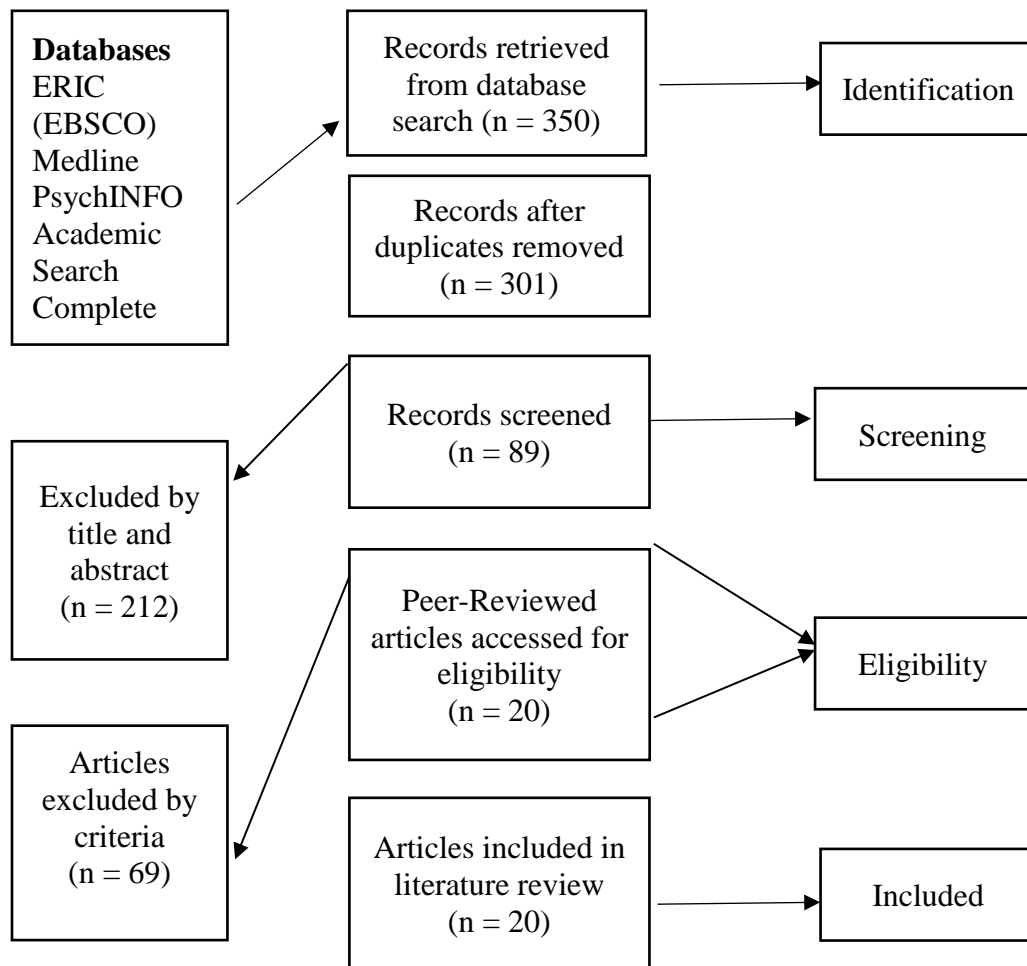 Databases
ERIC
(EBSCO)
Medline
PsychINFO
Academic
Search
Complete
Records retrieved
from database
search (n = 350)
Identification
Records after
duplicates removed
(n = 301)
Records screened
(n = 89)
Screening
Excluded by
title and
abstract
(n = 212)
Peer-Reviewed
articles accessed for
eligibility
(n = 20)
Eligibility
Articles
excluded by
criteria
(n = 69)
Articles included in
literature review
(n = 20)
Included